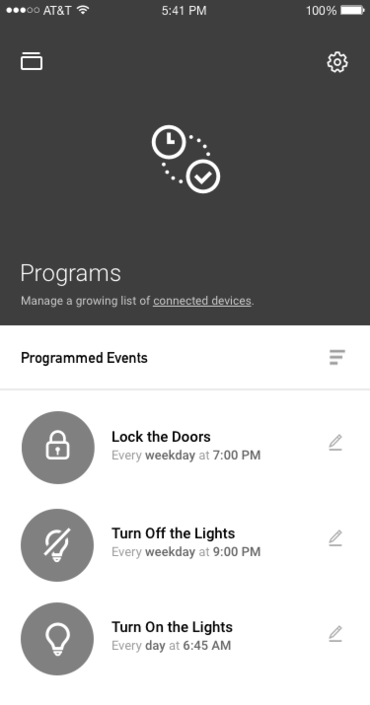 AT&T 5:41 PM 100%
Programs
Manage a growing list of connected devices.
Programmed Events
Lock the Doors
Every weekday at 7:00 PM
Turn Off the Lights
Every weekday at 9:00 PM
Turn On the Lights
Every day at 6:45 AM